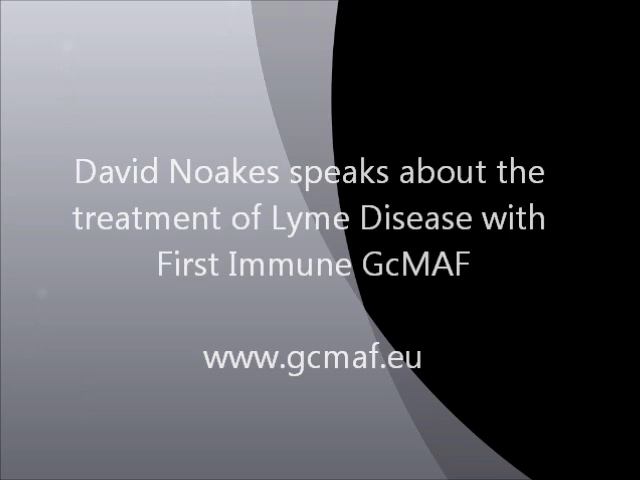 David Noakes speaks about the
treatment of Lyme Disease with
First Immune GcMAF
www.gcmaf.eu